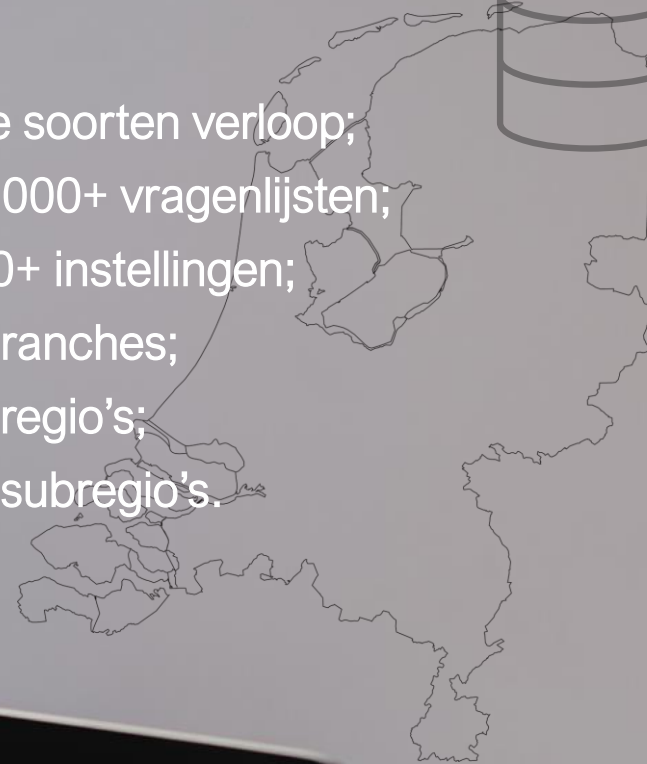 soorten verloop;
000+ vragenlijsten;
0+ instellingen;
ranches;
regio's;
subregio's.